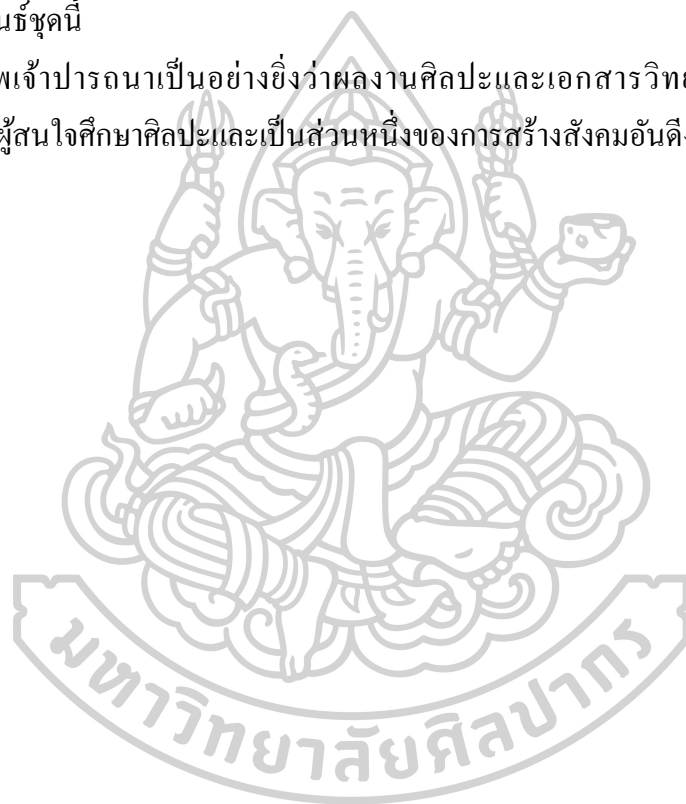 นธ์ชุดนี้
พเจ้าปารถนาเป็นอย่างยิ่งว่าผลงานศิลปะและเอกสารวิทย
ผู้สนใจศึกษาศิลปะและเป็นส่วนหนึ่งของการสร้างสังคมอันดีง
มหาวิทยาลัยศิลปากร